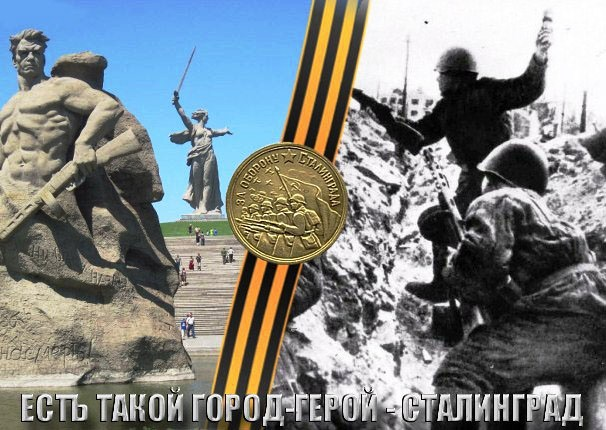 ЗА ОБОРОНУ ★ СТАЛИНГРАДА
ЕСТЬ ТАКОЙ ГОРОД-ГЕРОЙ - СТАЛИНГРАД